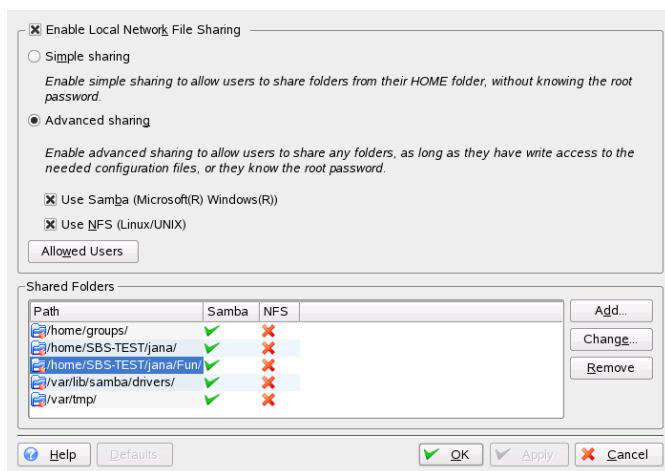 Enable Local Network File Sharing
Simple sharing
Enable simple sharing to allow users to share folders from their HOME folder, without knowing the root
password.
Advanced sharing
Enable advanced sharing to allow users to share any folders, as long as they have write access to the
needed configuration files, or they know the root password.
Use Samba (Microsoft(R) Windows(R))
Use NFS (Linux/UNIX)
Allowed Users
Shared Folders
Path Samba NFS
/home/groups/
/home/SBS-TEST/jana/
/home/SBS-TEST/jana/Fun/
/var/lib/samba/drivers/
/var/tmp/
Add...
Change...
Remove
Help Defaults OK Apply Cancel